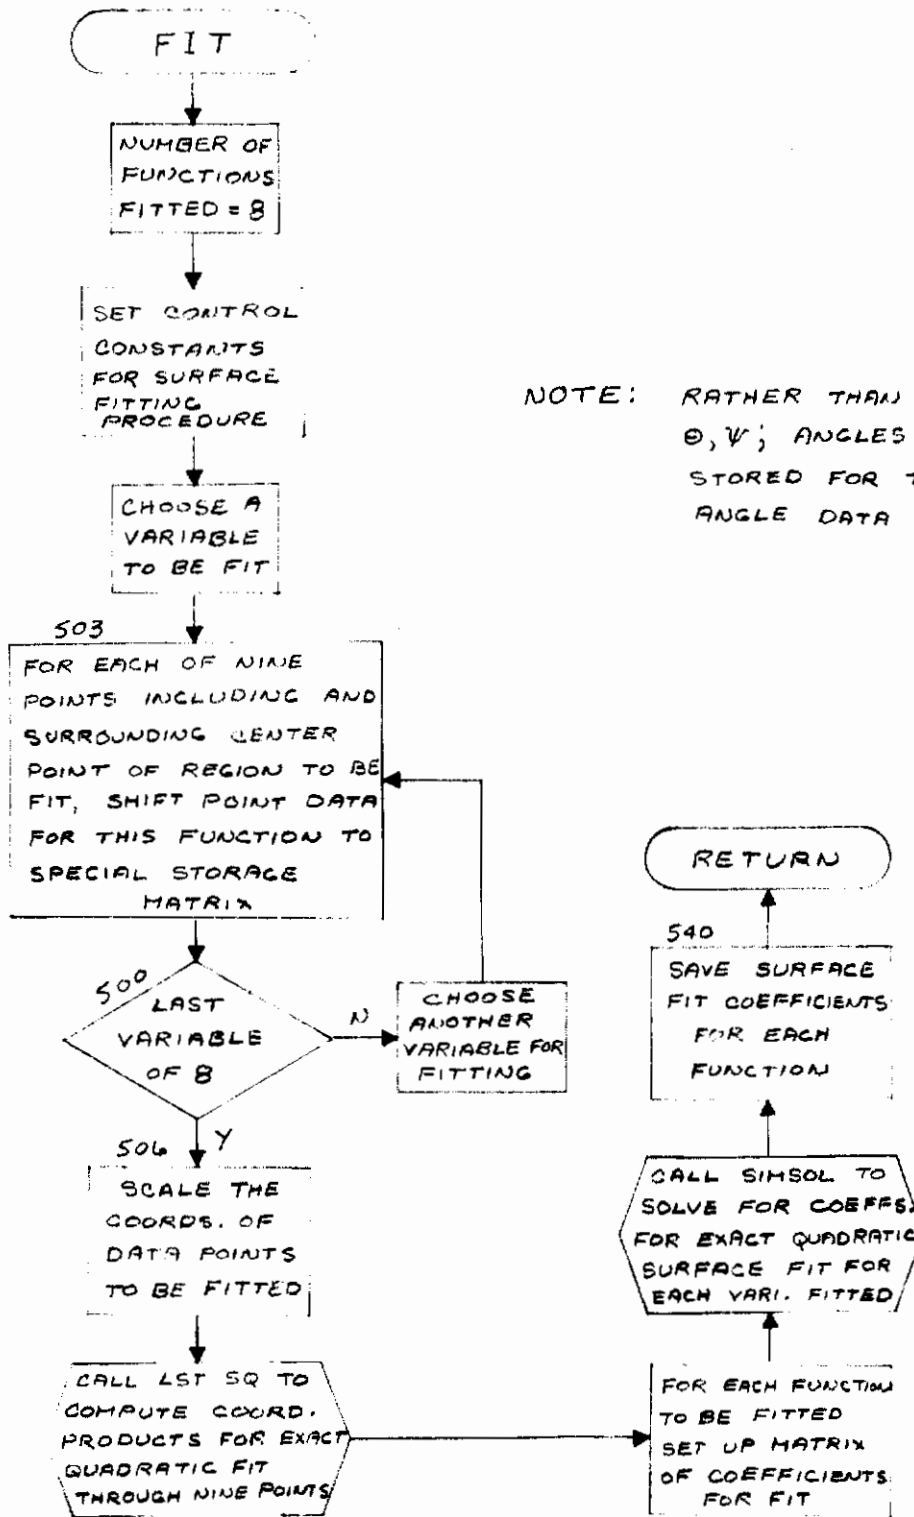 FIT
NUMBER OF
FUNCTIONS
FITTED = 8
SET CONTROL
CONSTANTS
FOR SURFACE
FITTING
PROCEDURE
CHOOSE A
VARIABLE
TO BE FIT
NOTE: RATHER THAN
Θ, Ψ; ANGLES
STORED FOR T
ANGLE DATA
503
FOR EACH OF NINE
POINTS INCLUDING AND
SURROUNDING CENTER
POINT OF REGION TO BE
FIT, SHIFT POINT DATA
FOR THIS FUNCTION TO
SPECIAL STORAGE
MATRIX
500
LAST
VARIABLE
OF 8
N
CHOOSE
ANOTHER
VARIABLE FOR
FITTING
Y
506
SCALE THE
COORDS. OF
DATA POINTS
TO BE FITTED
CALL LST SQ TO
COMPUTE COORD.
PRODUCTS FOR EXACT
QUADRATIC FIT
THROUGH NINE POINTS
FOR EACH FUNCTION
TO BE FITTED
SET UP MATRIX
OF COEFFICIENTS
FOR FIT
CALL SIMSOL TO
SOLVE FOR COEFFS.
FOR EXACT QUADRATIC
SURFACE FIT FOR
EACH VARI. FITTED
540
SAVE SURFACE
FIT COEFFICIENTS
FOR EACH
FUNCTION
RETURN